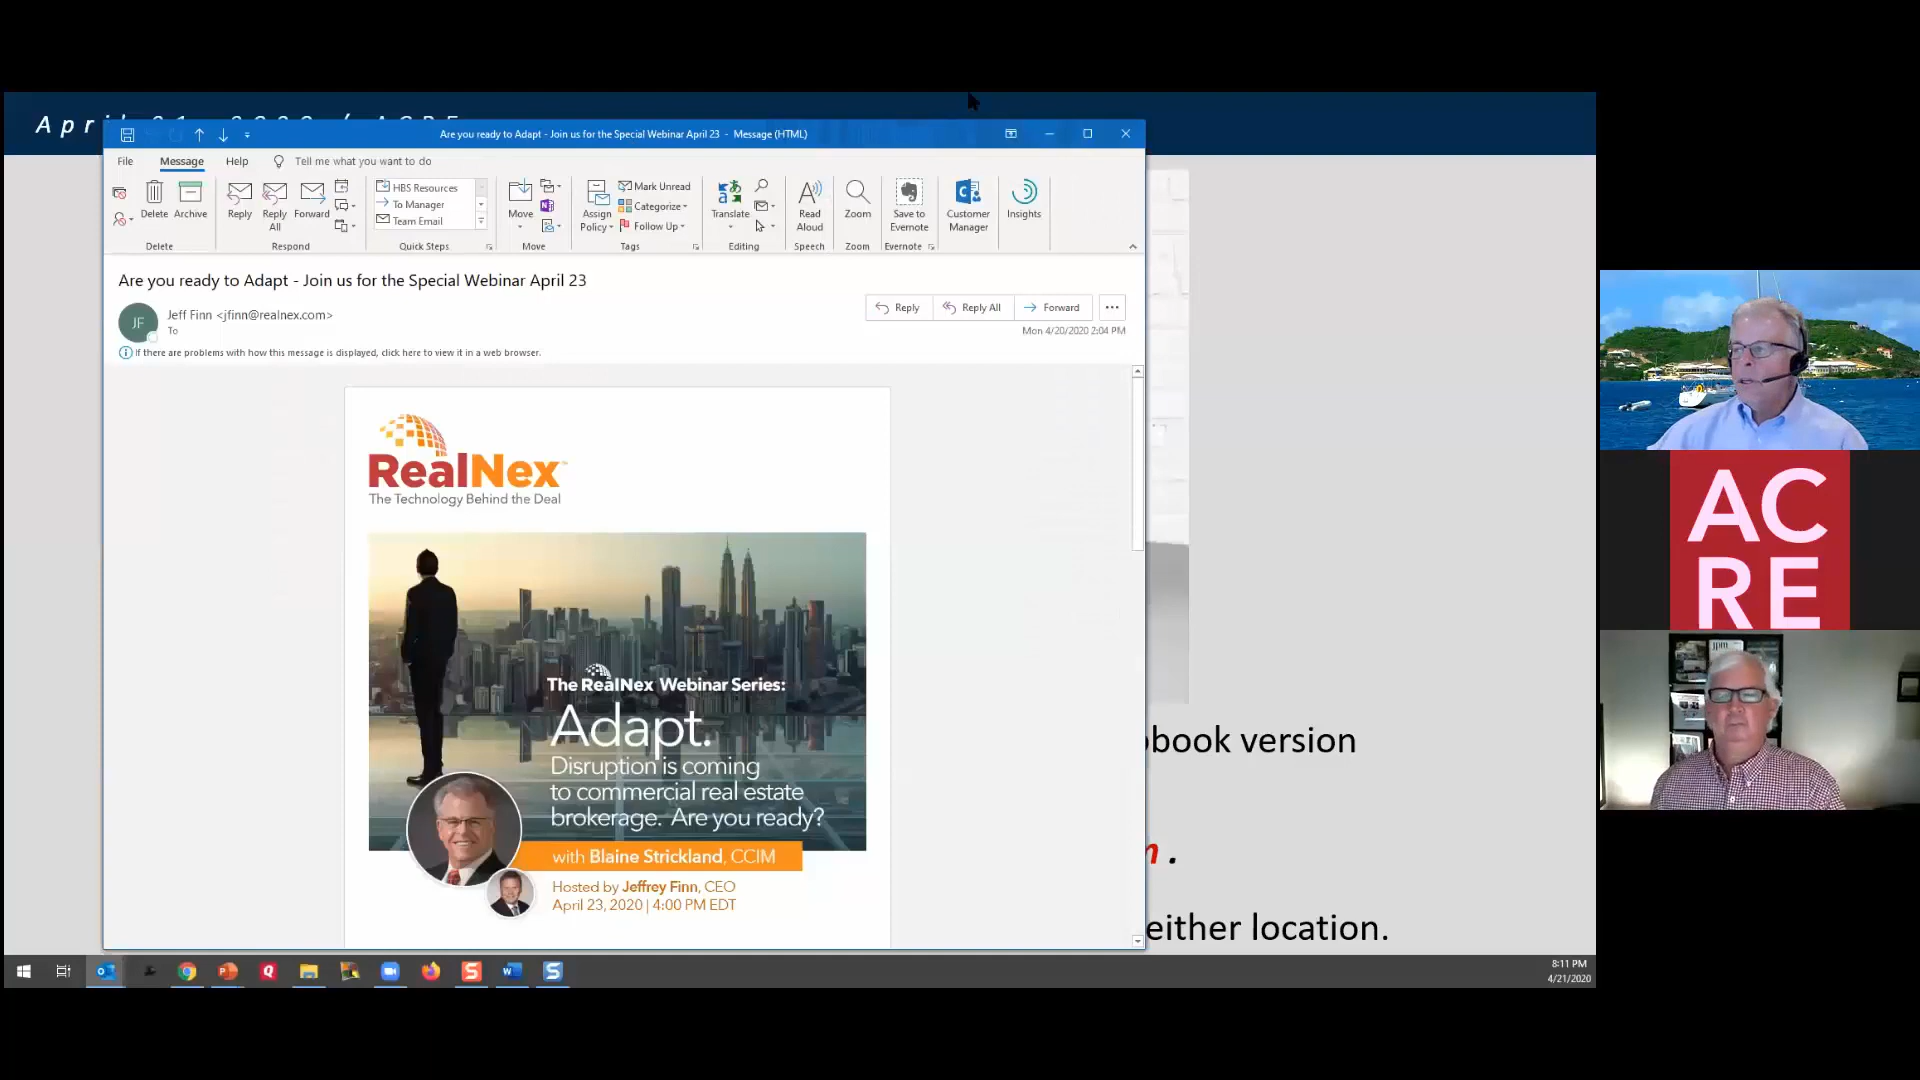 April 21, 2020 / ACRE
Are you ready to Adapt - Join us for the Special Webinar April 23 - Message (HTML)
File Message Help Tell me what you want to do
Delete Archive
Delete
Reply Reply All Forward
Respond
HBS Resources
To Manager
Team Email
Quick Steps
Move
Move
Assign Policy
Mark Unread
Categorize
Follow Up
Tags
Translate
Editing
Read Aloud
Speech
Zoom
Zoom
Save to Evernote
Evernote
Customer Manager
Insights
Are you ready to Adapt - Join us for the Special Webinar April 23
JF
Jeff Finn <jfinn@realnex.com>
To
Reply Reply All Forward
Mon 4/20/2020 2:04 PM
If there are problems with how this message is displayed, click here to view it in a web browser.
RealNex™
The Technology Behind the Deal
The RealNex Webinar Series:
Adapt.
Disruption is coming
to commercial real estate
brokerage. Are you ready?
with Blaine Strickland, CCIM
Hosted by Jeffrey Finn, CEO
April 23, 2020 | 4:00 PM EDT
book version
.
either location.
8:11 PM
4/21/2020
AC
RE
jpm